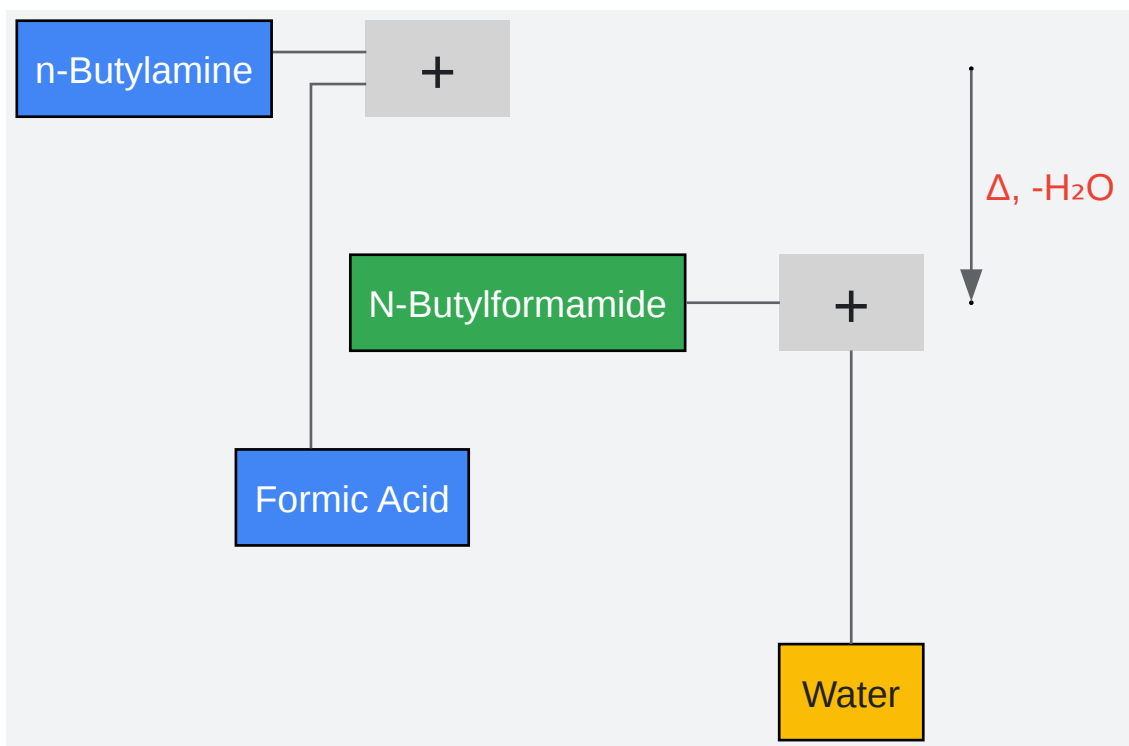 n-Butylamine
+
Δ, -H₂O
N-Butylformamide
+
Formic Acid
Water